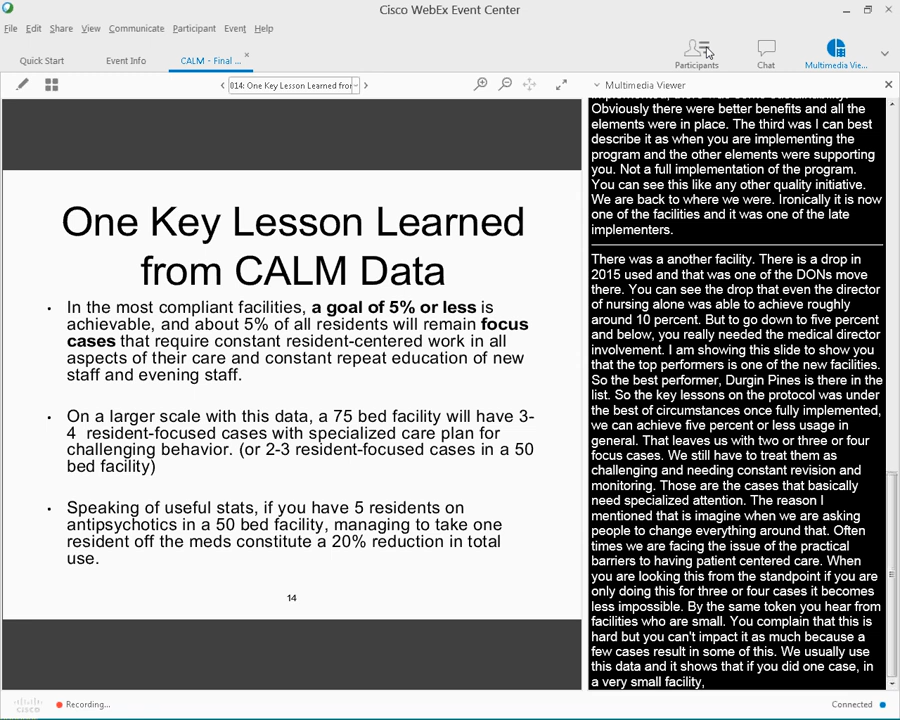 Cisco WebEx Event Center
File Edit Share View Communicate Participant Event Help
Quick Start Event Info CALM - Final ...
Participants Chat Multimedia Vie...
014: One Key Lesson Learned fror
Multimedia Viewer
One Key Lesson Learned
from CALM Data
• In the most compliant facilities, a goal of 5% or less is
achievable, and about 5% of all residents will remain focus
cases that require constant resident-centered work in all
aspects of their care and constant repeat education of new
staff and evening staff.
• On a larger scale with this data, a 75 bed facility will have 3-
4 resident-focused cases with specialized care plan for
challenging behavior. (or 2-3 resident-focused cases in a 50
bed facility)
• Speaking of useful stats, if you have 5 residents on
antipsychotics in a 50 bed facility, managing to take one
resident off the meds constitute a 20% reduction in total
use.
14
Obviously there were better benefits and all the
elements were in place. The third was I can best
describe it as when you are implementing the
program and the other elements were supporting
you. Not a full implementation of the program.
You can see this like any other quality initiative.
We are back to where we were. Ironically it is now
one of the facilities and it was one of the late
implementers.
There was a another facility. There is a drop in
2015 used and that was one of the DONs move
there. You can see the drop that even the director
of nursing alone was able to achieve roughly
around 10 percent. But to go down to five percent
and below, you really needed the medical director
involvement. I am showing this slide to show you
that the top performers is one of the new facilities.
So the best performer, Durgin Pines is there in the
list. So the key lessons on the protocol was under
the best of circumstances once fully implemented,
we can achieve five percent or less usage in
general. That leaves us with two or three or four
focus cases. We still have to treat them as
challenging and needing constant revision and
monitoring. Those are the cases that basically
need specialized attention. The reason I
mentioned that is imagine when we are asking
people to change everything around that. Often
times we are facing the issue of the practical
barriers to having patient centered care. When
you are looking this from the standpoint if you are
only doing this for three or four cases it becomes
less impossible. By the same token you hear from
facilities who are small. You complain that this is
hard but you can't impact it as much because a
few cases result in some of this. We usually use
this data and it shows that if you did one case, in
a very small facility,
cisco Recording... Connected